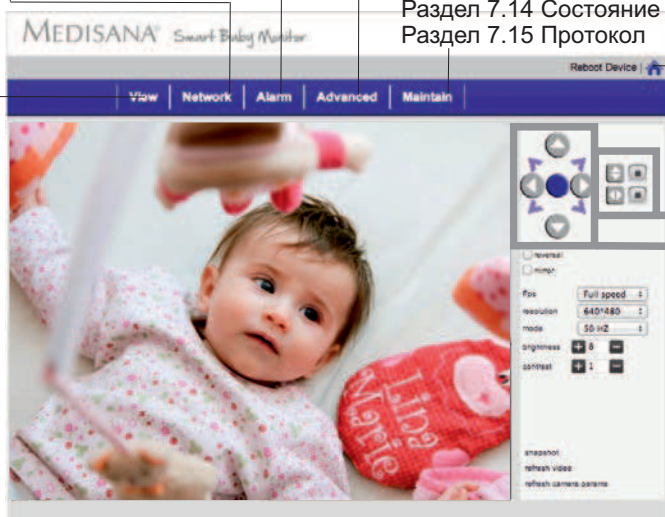 Раздел 7.14 Состояние
Раздел 7.15 Протокол
MEDISANA® Smart Baby Monitor
Reboot Device |
View | Network | Alarm | Advanced | Maintain |
reversal
mirror
fps Full speed
resolution 640*480
mode 50 HZ
brightness + 8 −
contrast + 1 −
Lina
Marie
snapshot
refresh video
refresh camera params